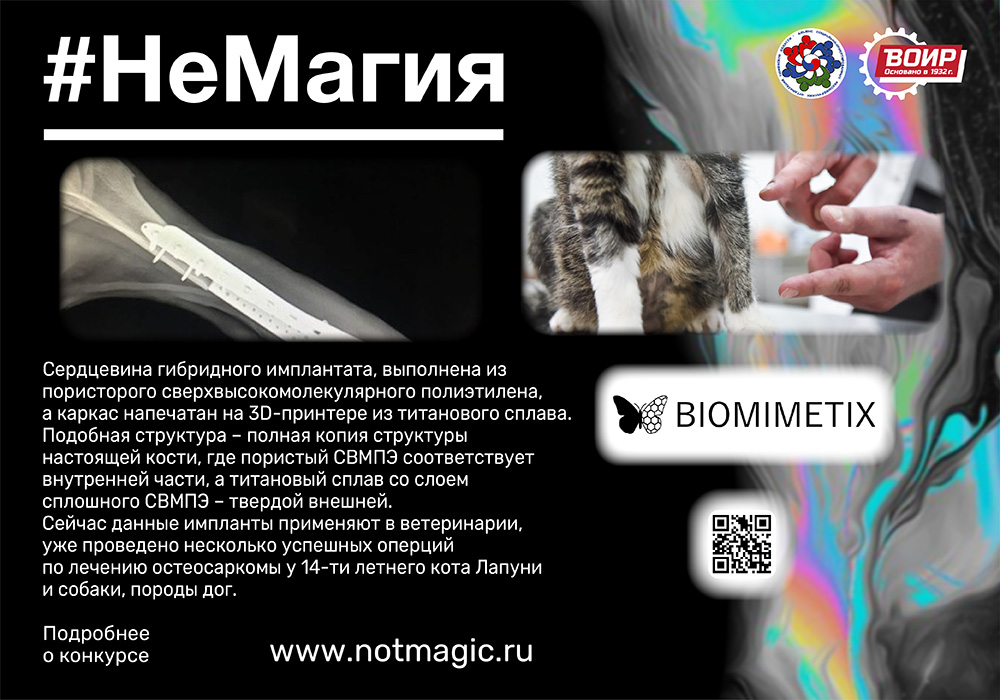 #НеМагия
ВОИР
Основано в 1932 г.
Сердцевина гибридного имплантата, выполнена из
пористорого сверхвысокомолекулярного полиэтилена,
а каркас напечатан на 3D-принтере из титанового сплава.
Подобная структура – полная копия структуры
настоящей кости, где пористый СВМПЭ соответствует
внутренней части, а титановый сплав со слоем
сплошного СВМПЭ – твердой внешней.
Сейчас данные импланты применяют в ветеринарии,
уже проведено несколько успешных оперций
по лечению остеосаркомы у 14-ти летнего кота Лапуни
и собаки, породы дог.
BIOMIMETIX
Подробнее
о конкурсе
www.notmagic.ru